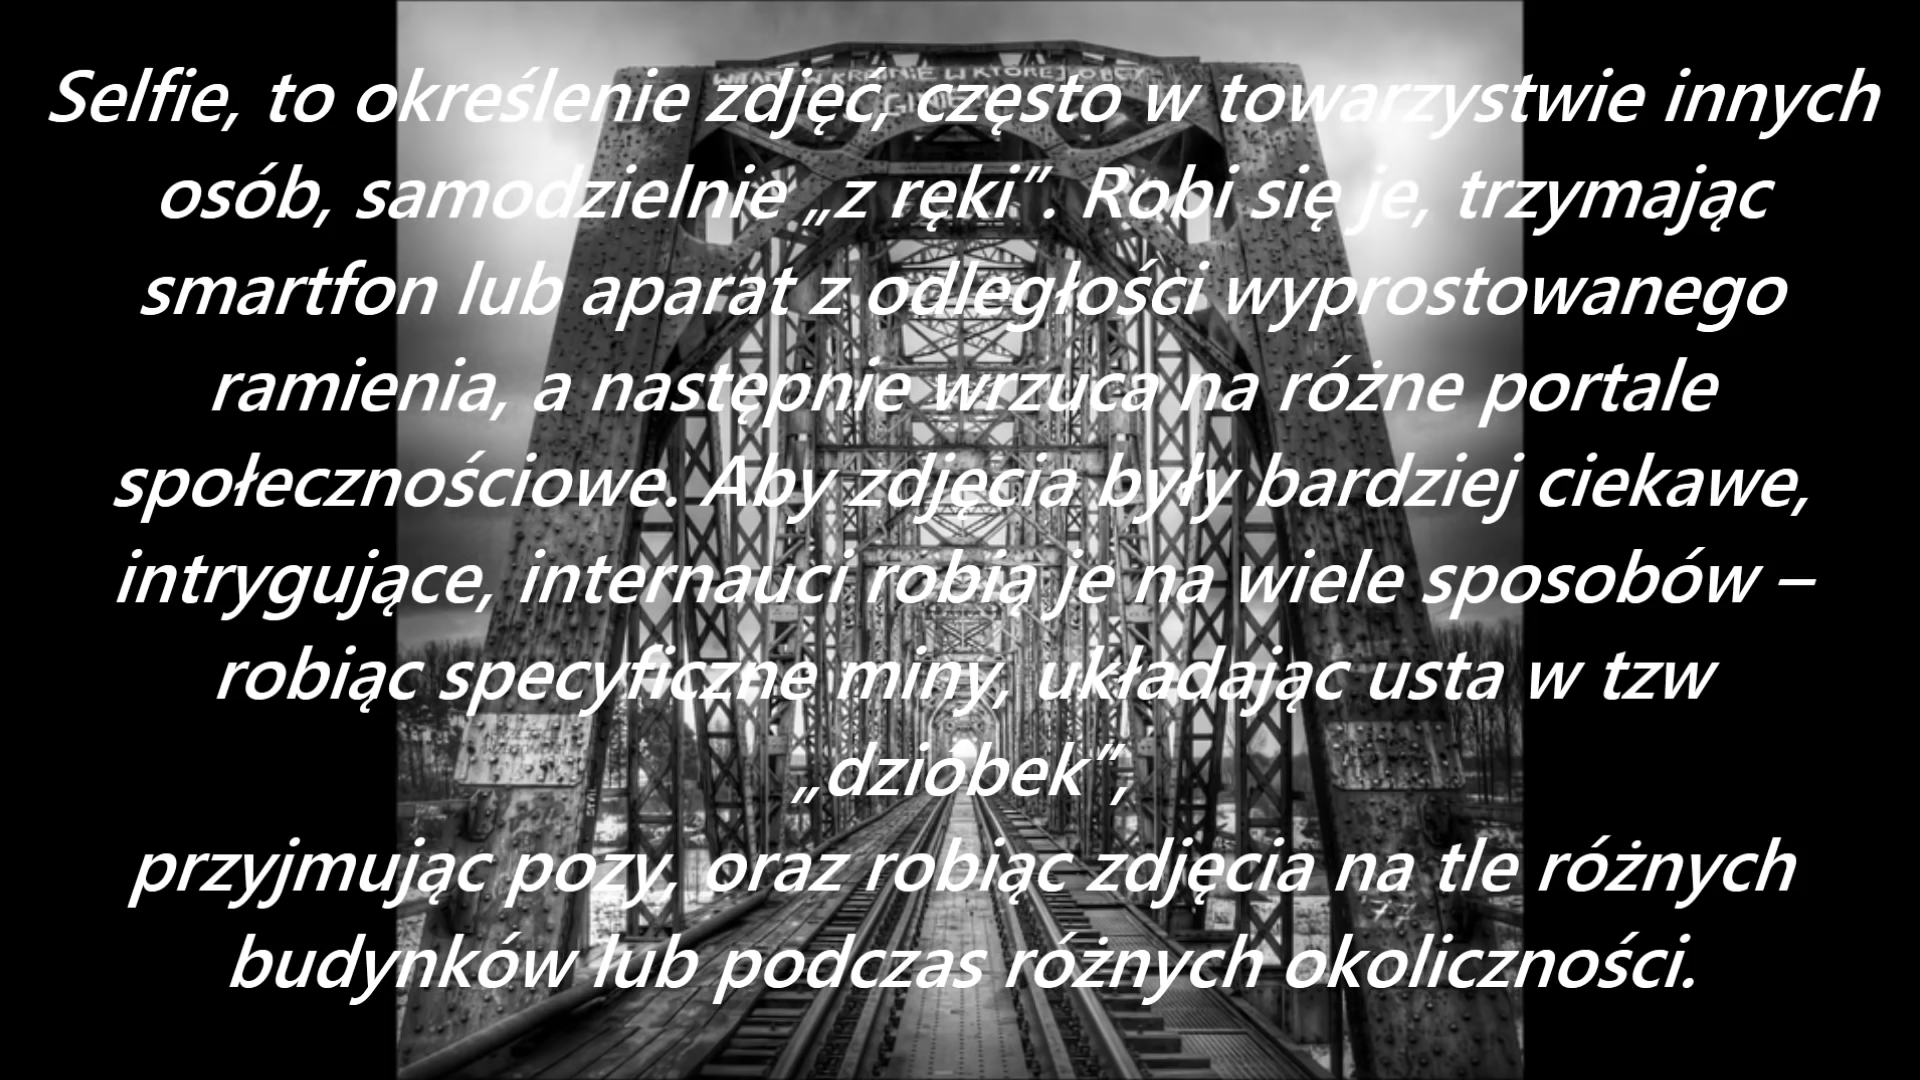 Selfie, to określenie zdjęć, często w towarzystwie innych
osób, samodzielnie „z ręki”. Robi się je, trzymając
smartfon lub aparat z odległości wyprostowanego
ramienia, a następnie wrzuca na różne portale
społecznościowe. Aby zdjęcia były bardziej ciekawe,
intrygujące, internauci robią je na wiele sposobów –
robiąc specyficzne miny, układając usta w tzw
„dzióbek”,
przyjmując pozy, oraz robiąc zdjęcia na tle różnych
budynków lub podczas różnych okoliczności.